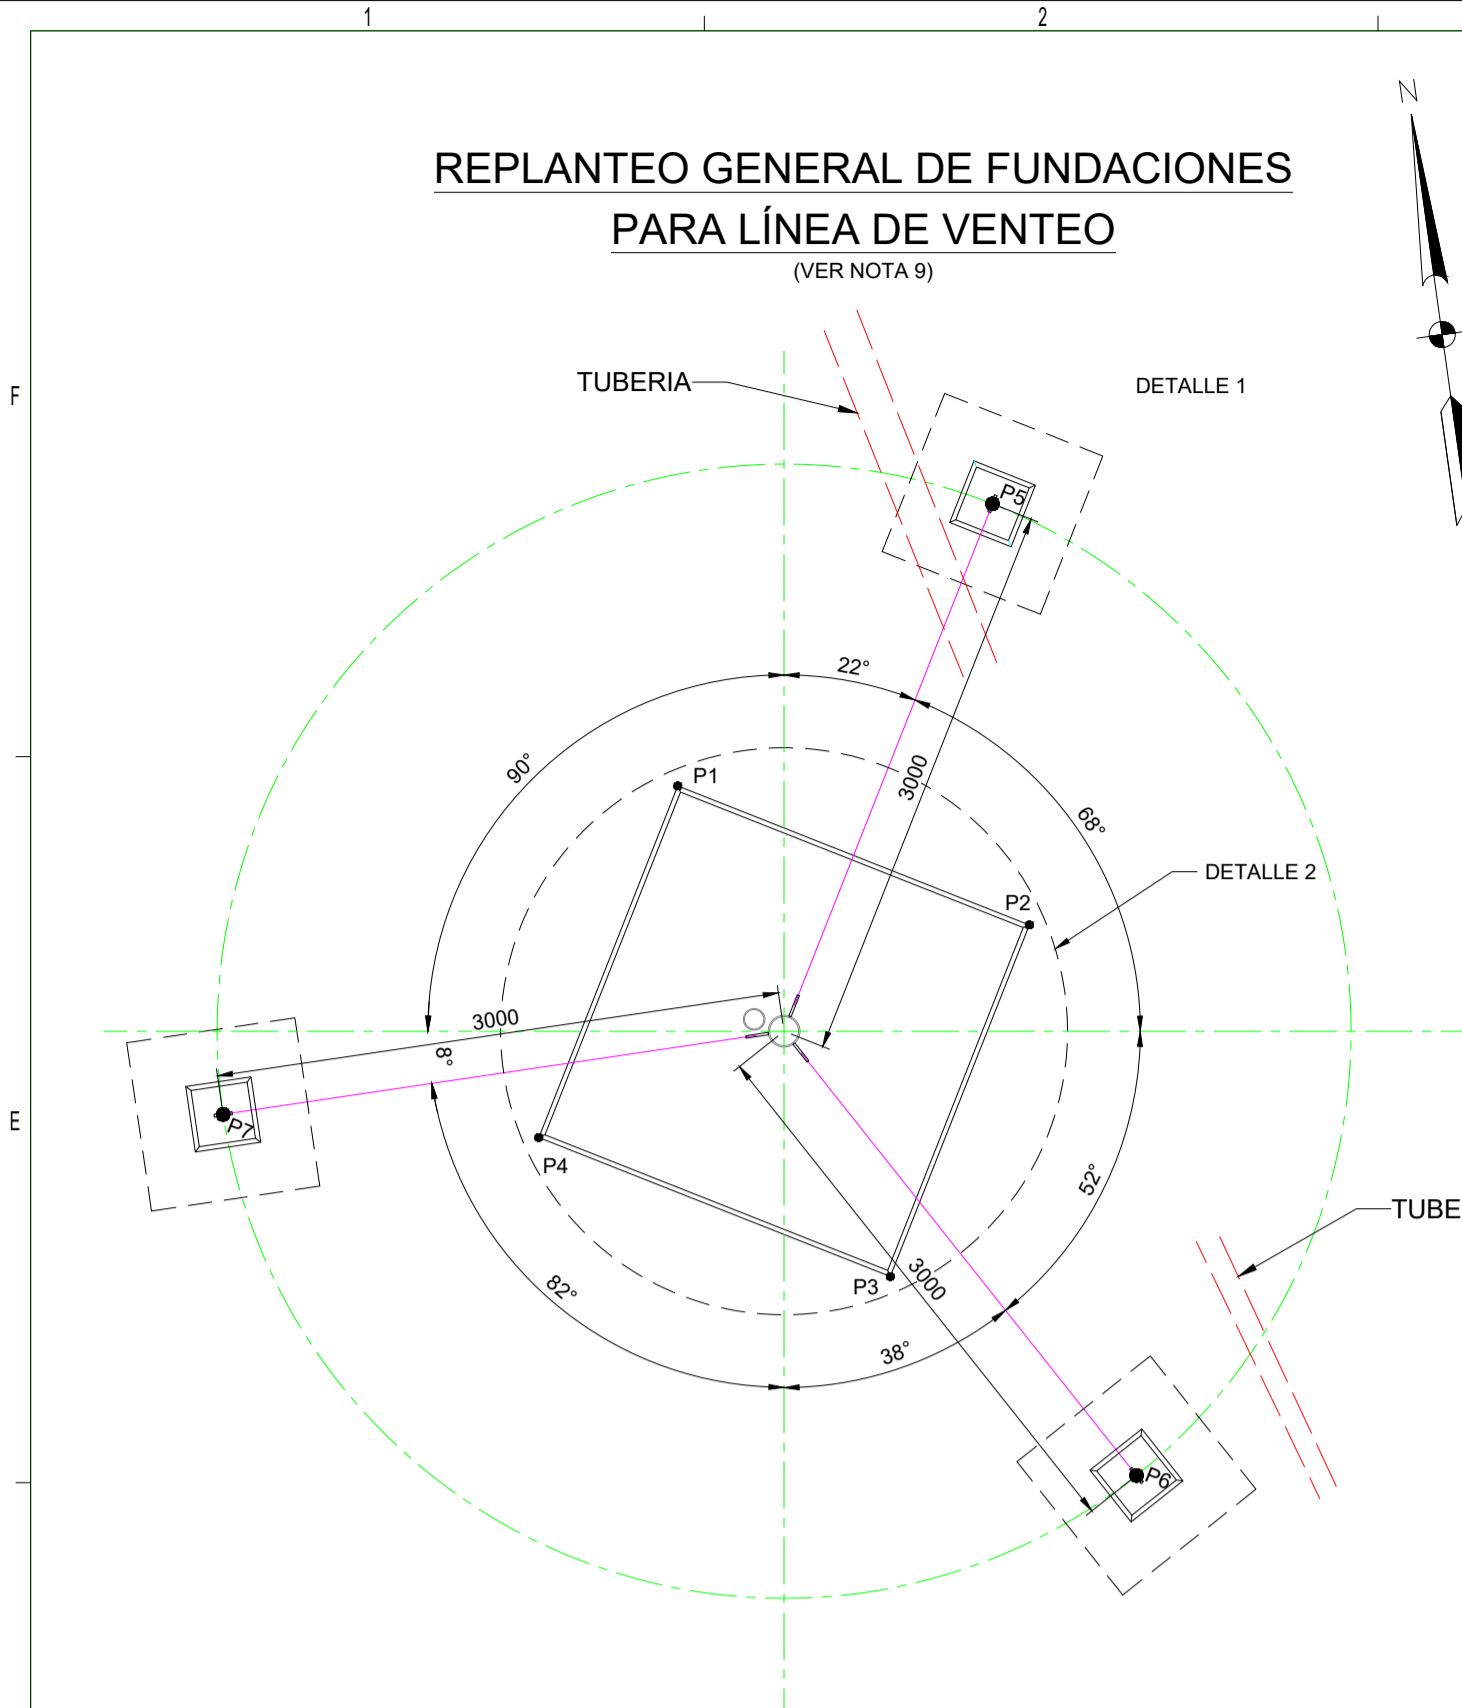 1
2
N
REPLANTEO GENERAL DE FUNDACIONES
PARA LÍNEA DE VENTEO
(VER NOTA 9)
TUBERIA
DETALLE 1
F
P5
22°
90°
P1
3000
68°
DETALLE 2
P2
3000
8°
E
P7
P4
52°
TUBE
3000
P3
82°
38°
P6